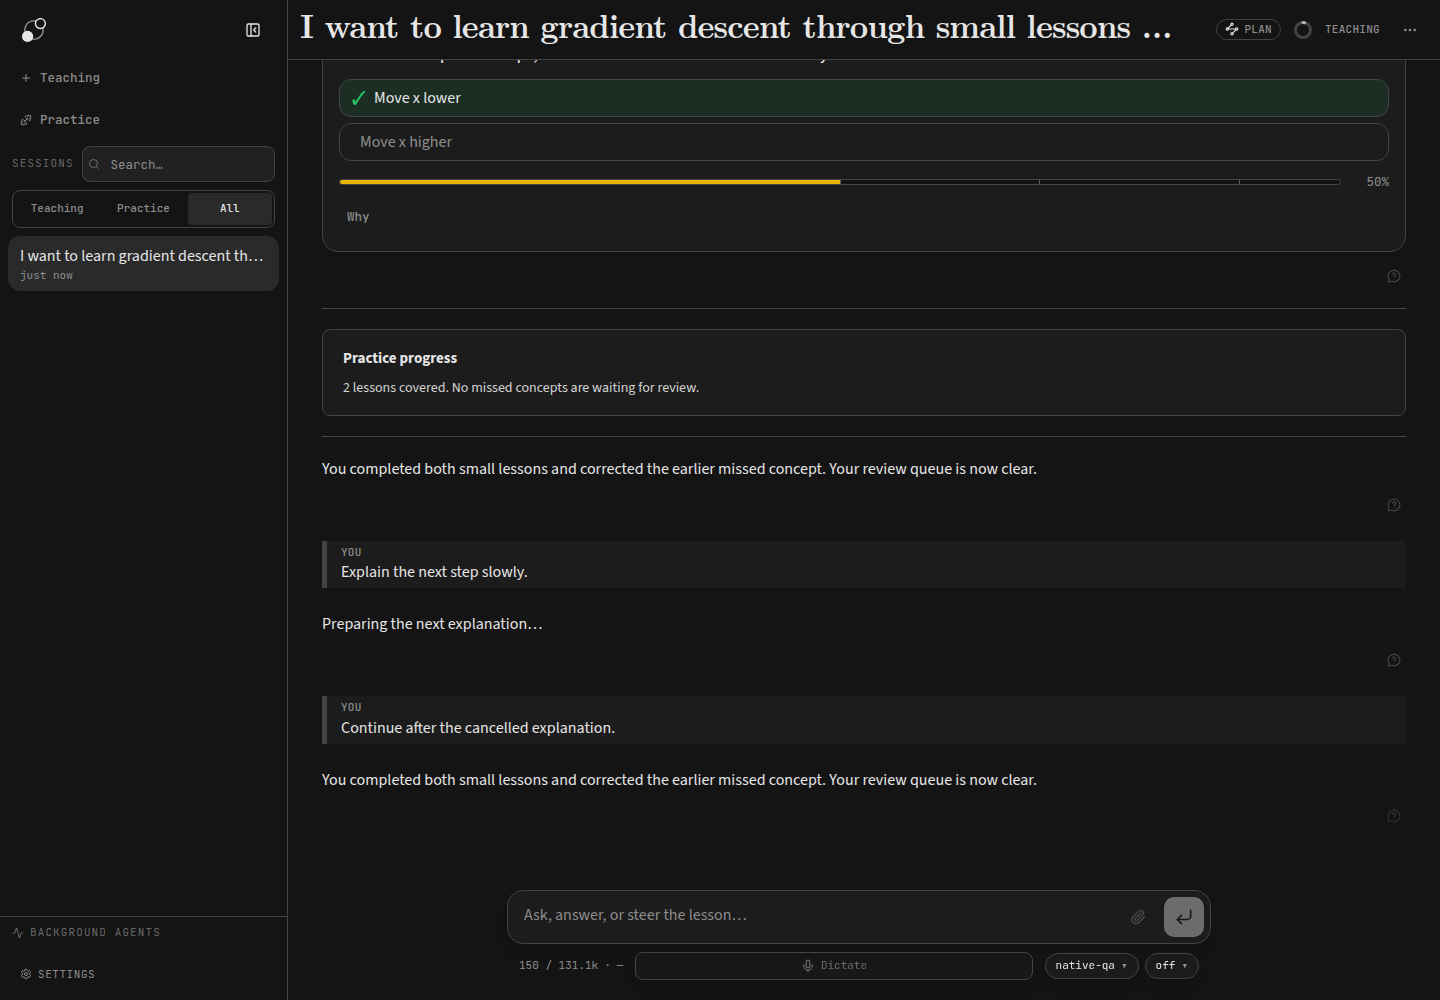 I want to learn gradient descent through small lessons …
PLAN
TEACHING
Teaching
Practice
SESSIONS
Search…
Teaching
Practice
All
I want to learn gradient descent th…
just now
BACKGROUND AGENTS
SETTINGS
✓ Move x lower
Move x higher
50%
Why
Practice progress
2 lessons covered. No missed concepts are waiting for review.
You completed both small lessons and corrected the earlier missed concept. Your review queue is now clear.
YOU
Explain the next step slowly.
Preparing the next explanation…
YOU
Continue after the cancelled explanation.
You completed both small lessons and corrected the earlier missed concept. Your review queue is now clear.
Ask, answer, or steer the lesson…
150 / 131.1k · —
Dictate
native-qa
off